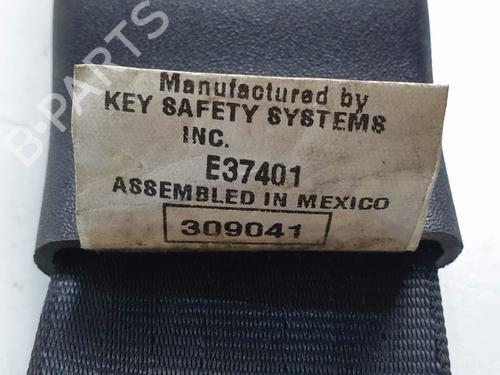 B-PARTS
Manufactured by
KEY SAFETY SYSTEMS
INC.
E37401
ASSEMBLED IN MEXICO
309041